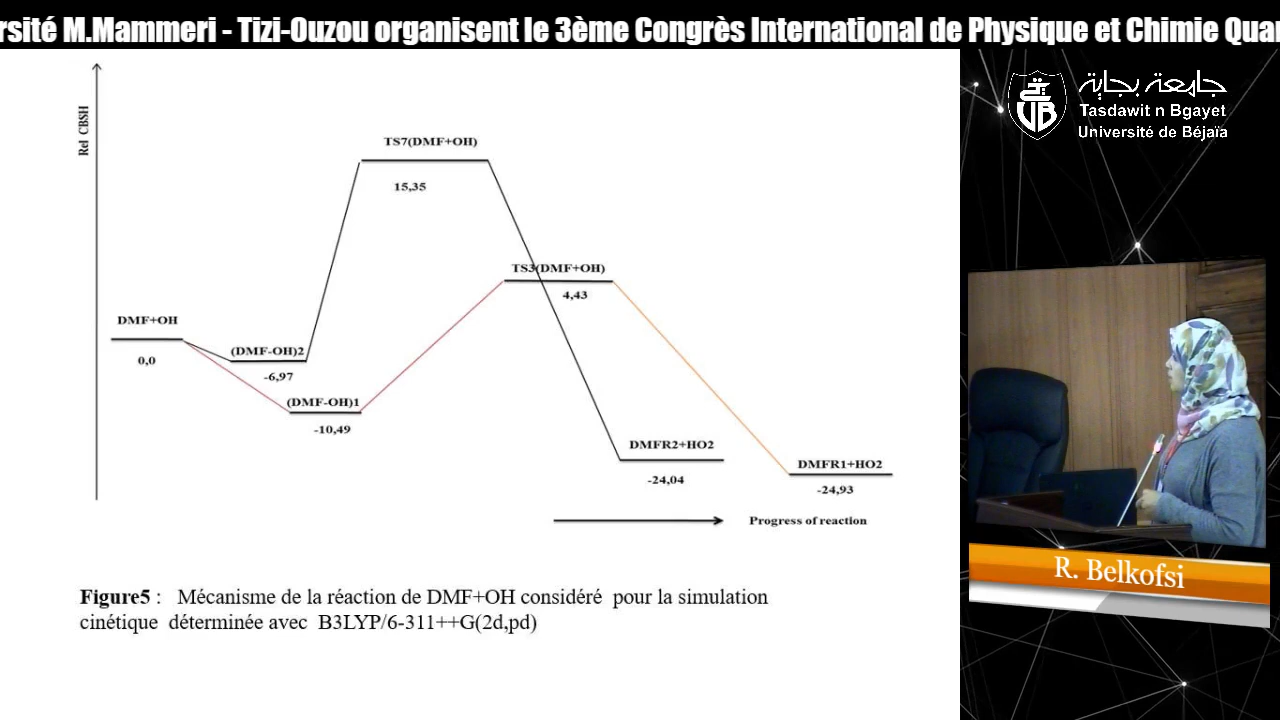 rsité M.Mammeri - Tizi-Ouzou organisent le 3ème Congrès International de Physique et Chimie Qua
جامعة بجاية
Tasdawit n Bgayet
Université de Béjaïa
UB
Rel CBSH
TS7(DMF+OH)
15,35
TS3(DMF+OH)
4,43
DMF+OH
0,0
(DMF-OH)2
-6,97
(DMF-OH)1
-10,49
DMFR2+HO2
-24,04
DMFR1+HO2
-24,93
Progress of reaction
Figure5 : Mécanisme de la réaction de DMF+OH considéré pour la simulation
cinétique déterminée avec B3LYP/6-311++G(2d,pd)
R. Belkofsi